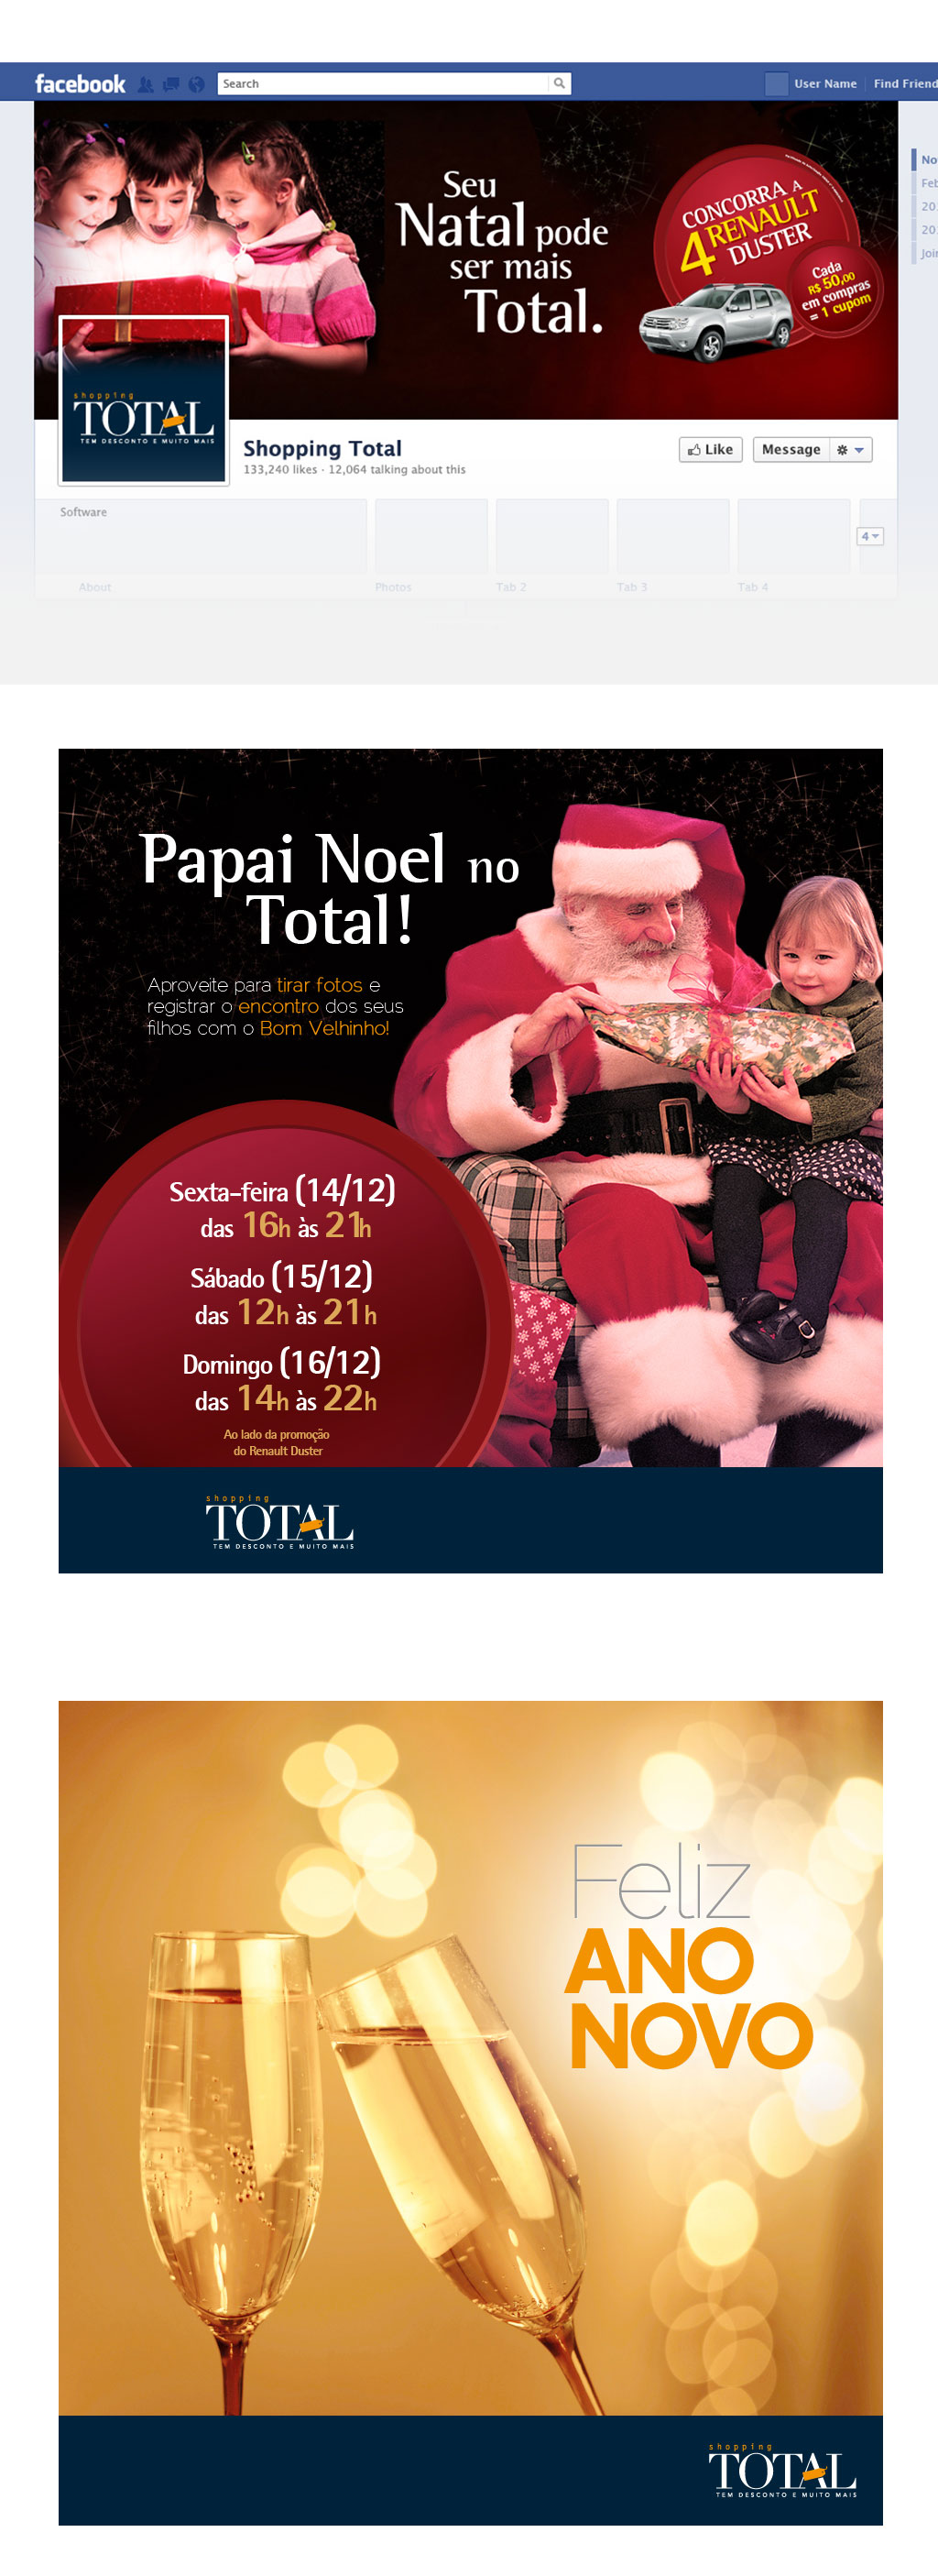 facebook
Search
User Name
Find Friend
Seu
Natal pode
ser mais
Total.
CONCORRA A
4 RENAULT
DUSTER
Cada
R$ 50,00
em compras
= 1 cupom
No
Feb
20
20
Joi
shopping
TOTAL
TEM DESCONTO E MUITO MAIS
Shopping Total
133,240 likes · 12,064 talking about this
Like
Message
Software
4
About
Photos
Tab 2
Tab 3
Tab 4
Papai Noel no
Total!
Aproveite para tirar fotos e
registrar o encontro dos seus
filhos com o Bom Velhinho!
Sexta-feira (14/12)
das 16h às 21h
Sábado (15/12)
das 12h às 21h
Domingo (16/12)
das 14h às 22h
Ao lado da promoção
do Renault Duster
shopping
TOTAL
TEM DESCONTO E MUITO MAIS
Feliz
ANO
NOVO
shopping
TOTAL
TEM DESCONTO E MUITO MAIS